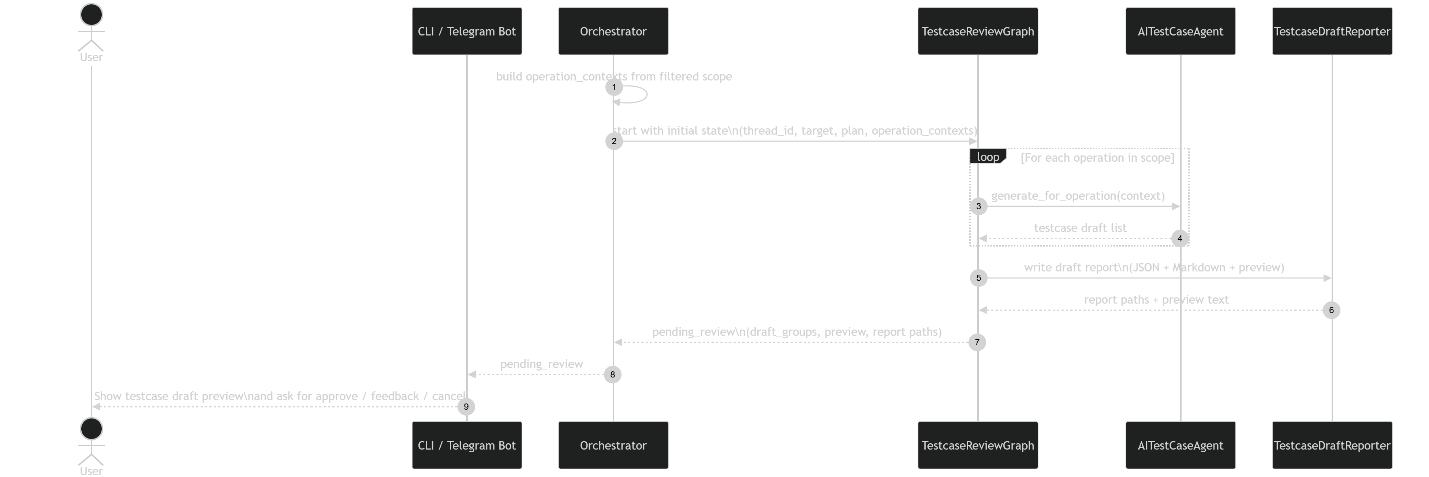 CLI / Telegram Bot
Orchestrator
TestcaseReviewGraph
AITestCaseAgent
TestcaseDraftReporter
User
build operation_contexts from filtered scope
1
start with initial state\n(thread_id, target, plan, operation_contexts)
2
loop
[For each operation in scope]
generate_for_operation(context)
3
testcase draft list
4
write draft report\n(JSON + Markdown + preview)
5
report paths + preview text
6
pending_review\n(draft_groups, preview, report paths)
7
pending_review
8
Show testcase draft preview\nand ask for approve / feedback / cancel
9
CLI / Telegram Bot
Orchestrator
TestcaseReviewGraph
AITestCaseAgent
TestcaseDraftReporter
User